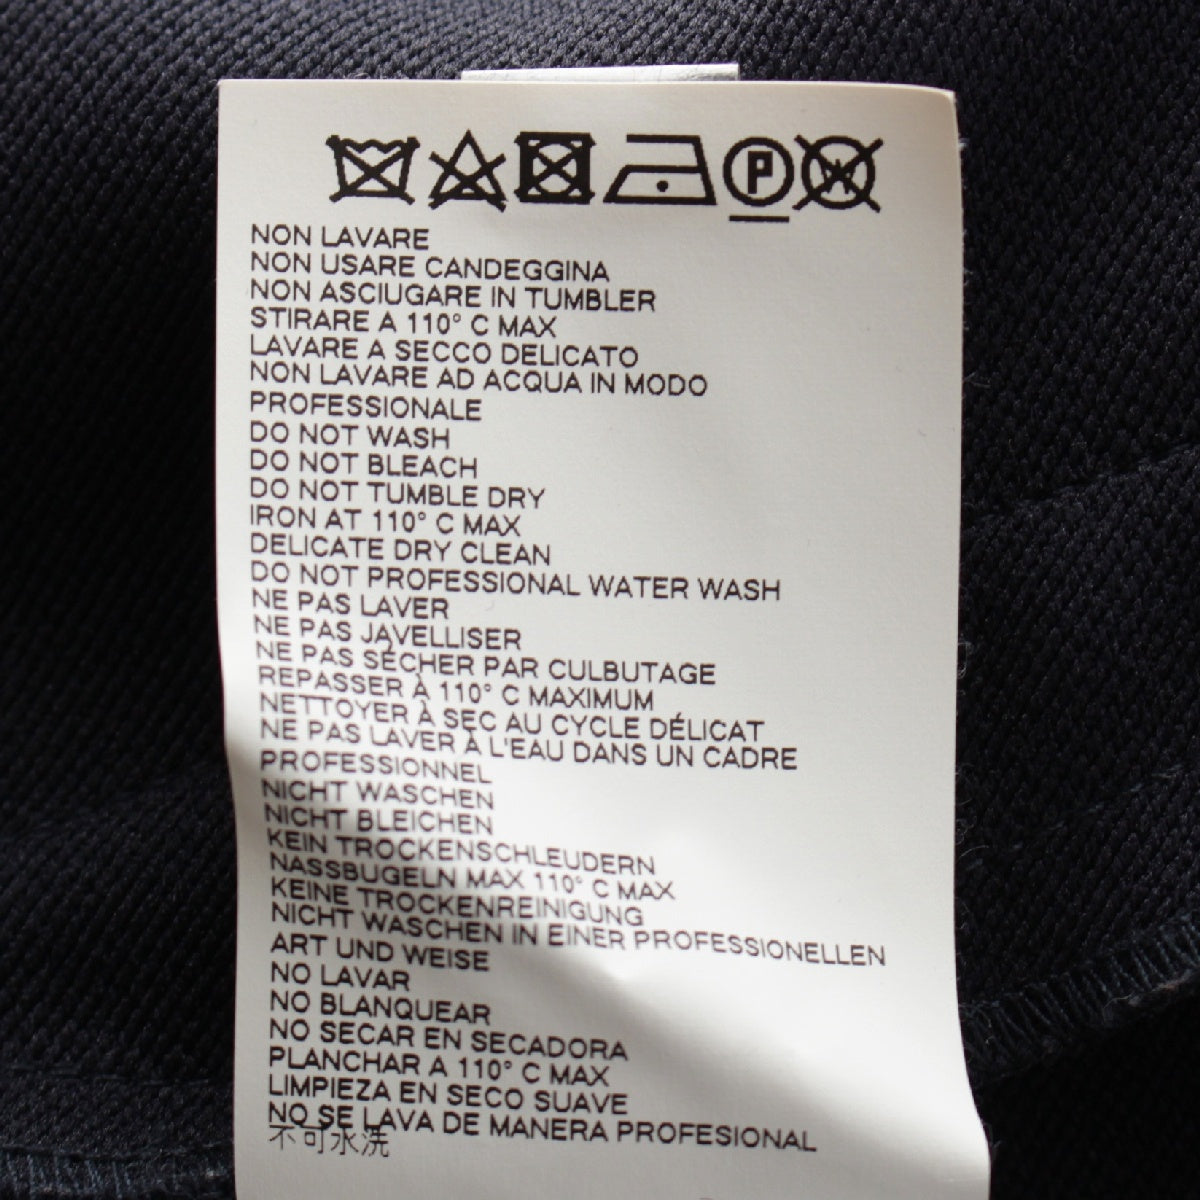 P
W
NON LAVARE
NON USARE CANDEGGINA
NON ASCIUGARE IN TUMBLER
STIRARE A 110° C MAX
LAVARE A SECCO DELICATO
NON LAVARE AD ACQUA IN MODO
PROFESSIONALE
DO NOT WASH
DO NOT BLEACH
DO NOT TUMBLE DRY
IRON AT 110° C MAX
DELICATE DRY CLEAN
DO NOT PROFESSIONAL WATER WASH
NE PAS LAVER
NE PAS JAVELLISER
NE PAS SÉCHER PAR CULBUTAGE
REPASSER À 110° C MAXIMUM
NETTOYER À SEC AU CYCLE DÉLICAT
NE PAS LAVER À L'EAU DANS UN CADRE
PROFESSIONNEL
NICHT WASCHEN
NICHT BLEICHEN
KEIN TROCKENSCHLEUDERN
NASSBUGELN MAX 110° C MAX
KEINE TROCKENREINIGUNG
NICHT WASCHEN IN EINER PROFESSIONELLEN
ART UND WEISE
NO LAVAR
NO BLANQUEAR
NO SECAR EN SECADORA
PLANCHAR A 110° C MAX
LIMPIEZA EN SECO SUAVE
NO SE LAVA DE MANERA PROFESIONAL
不可水洗